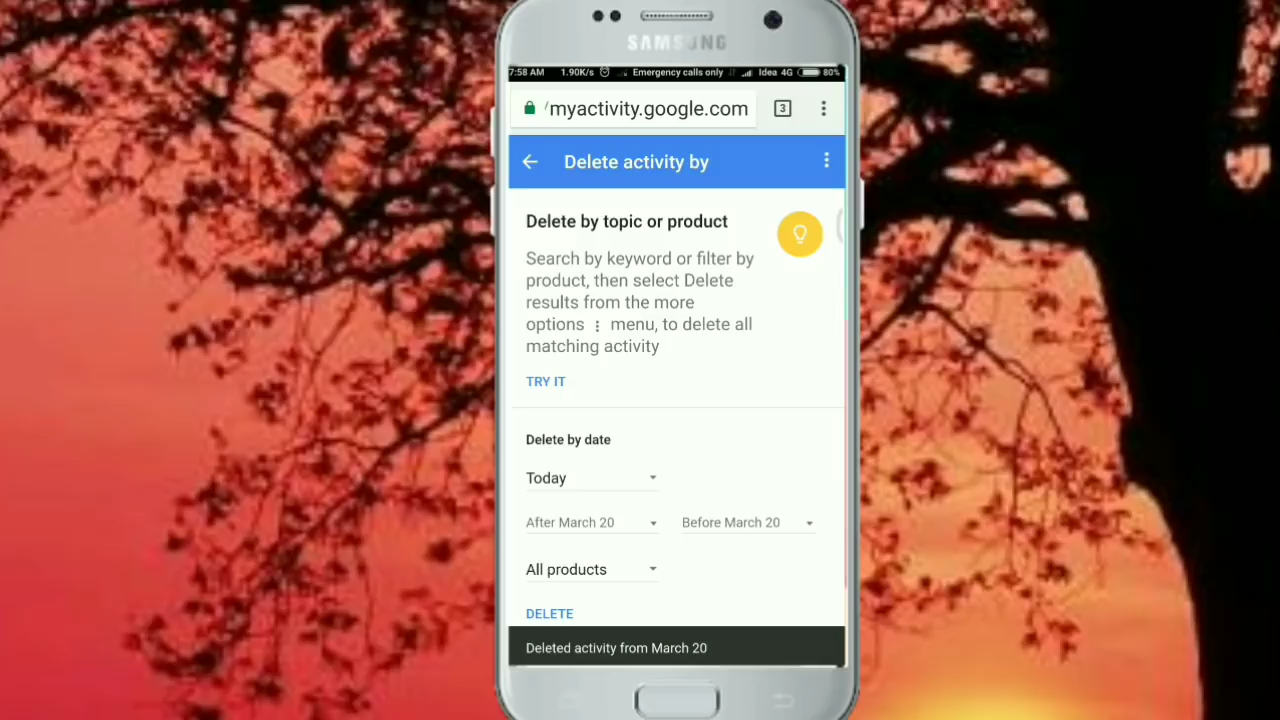 SAMSUNG
7:58 AM 1.90K/s Emergency calls only Idea 4G 80%
myactivity.google.com 3
Delete activity by
Delete by topic or product
Search by keyword or filter by
product, then select Delete
results from the more
options ⋮ menu, to delete all
matching activity
TRY IT
Delete by date
Today
After March 20 Before March 20
All products
DELETE
Deleted activity from March 20